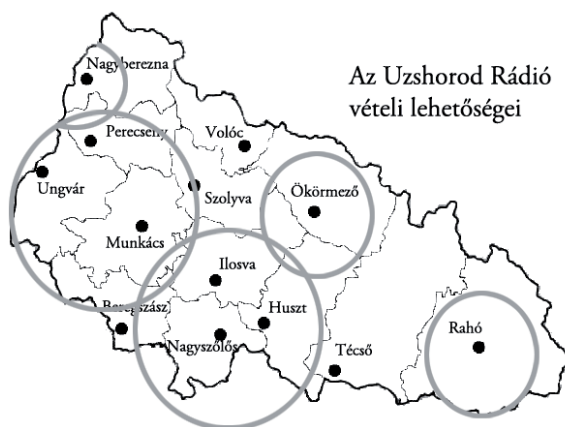 Az Uzshorod Rádió
vételi lehetőségei
Nagyberezna
Perecseny
Volóc
Ungvár
Szolyva
Ökörmező
Munkács
Ilosva
Beregszász
Huszt
Nagyszőlős
Técső
Rahó